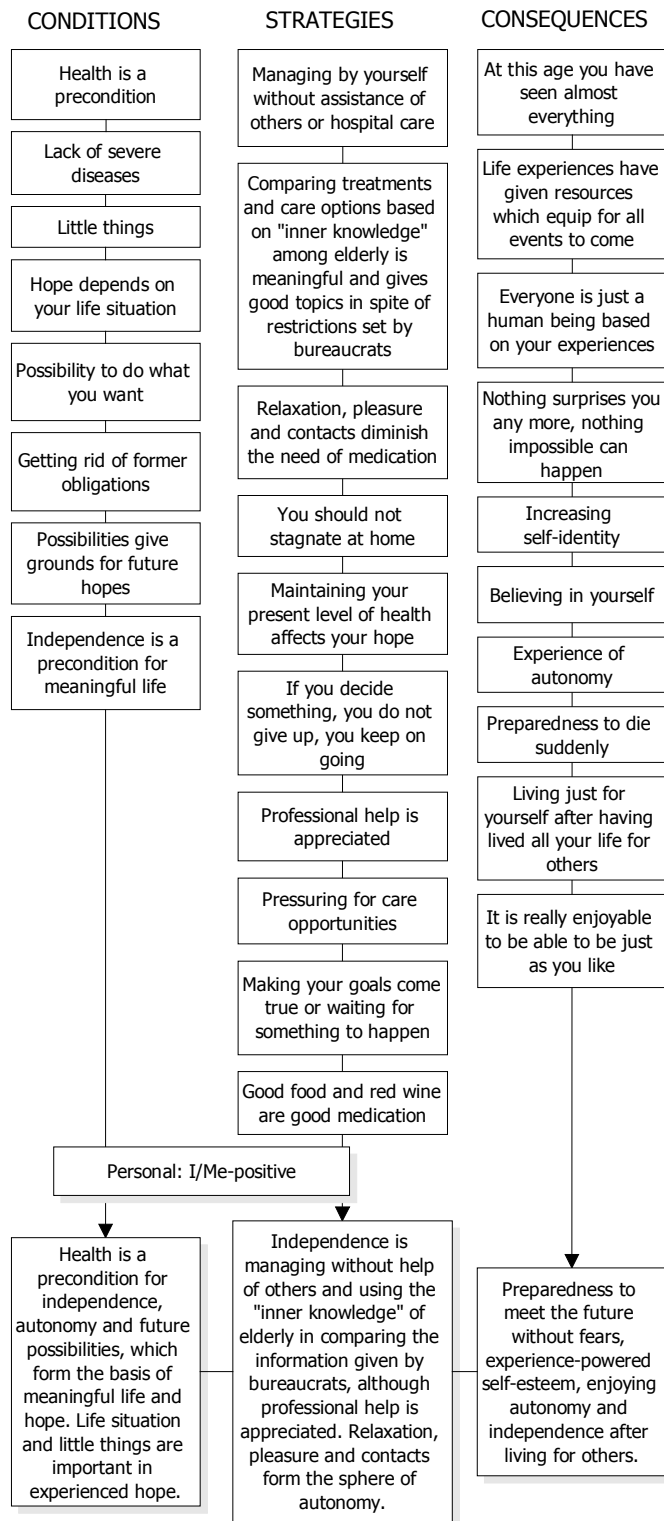 CONDITIONS
Health is a
precondition
Lack of severe
diseases
Little things
Hope depends on
your life situation
Possibility to do what
you want
Getting rid of former
obligations
Possibilities give
grounds for future
hopes
Independence is a
precondition for
meaningful life
STRATEGIES
Managing by yourself
without assistance of
others or hospital care
Comparing treatments
and care options based
on "inner knowledge"
among elderly is
meaningful and gives
good topics in spite of
restrictions set by
bureaucrats
Relaxation, pleasure
and contacts diminish
the need of medication
You should not
stagnate at home
Maintaining your
present level of health
affects your hope
If you decide
something, you do not
give up, you keep on
going
Professional help is
appreciated
Pressuring for care
opportunities
Making your goals come
true or waiting for
something to happen
Good food and red wine
are good medication
CONSEQUENCES
At this age you have
seen almost
everything
Life experiences have
given resources
which equip for all
events to come
Everyone is just a
human being based
on your experiences
Nothing surprises you
any more, nothing
impossible can
happen
Increasing
self-identity
Believing in yourself
Experience of
autonomy
Preparedness to die
suddenly
Living just for
yourself after having
lived all your life for
others
It is really enjoyable
to be able to be just
as you like
Personal: I/Me-positive
Health is a
precondition for
independence,
autonomy and future
possibilities, which
form the basis of
meaningful life and
hope. Life situation
and little things are
important in
experienced hope.
Independence is
managing without help
of others and using the
"inner knowledge" of
elderly in comparing the
information given by
bureaucrats, although
professional help is
appreciated. Relaxation,
pleasure and contacts
form the sphere of
autonomy.
Preparedness to
meet the future
without fears,
experience-powered
self-esteem, enjoying
autonomy and
independence after
living for others.